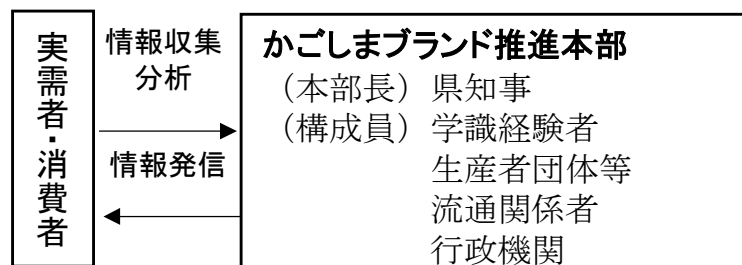 実需者・消費者
情報収集
分析
情報発信
かごしまブランド推進本部
（本部長）県知事
（構成員）学識経験者
生産者団体等
流通関係者
行政機関